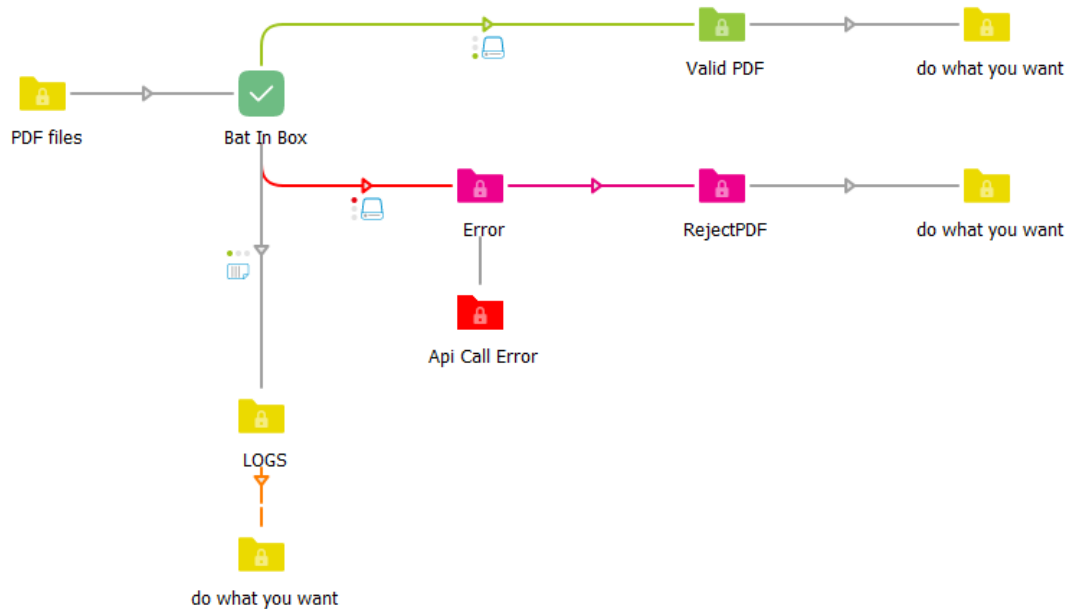 Valid PDF
do what you want
PDF files
Bat In Box
Error
RejectPDF
do what you want
Api Call Error
LOGS
do what you want